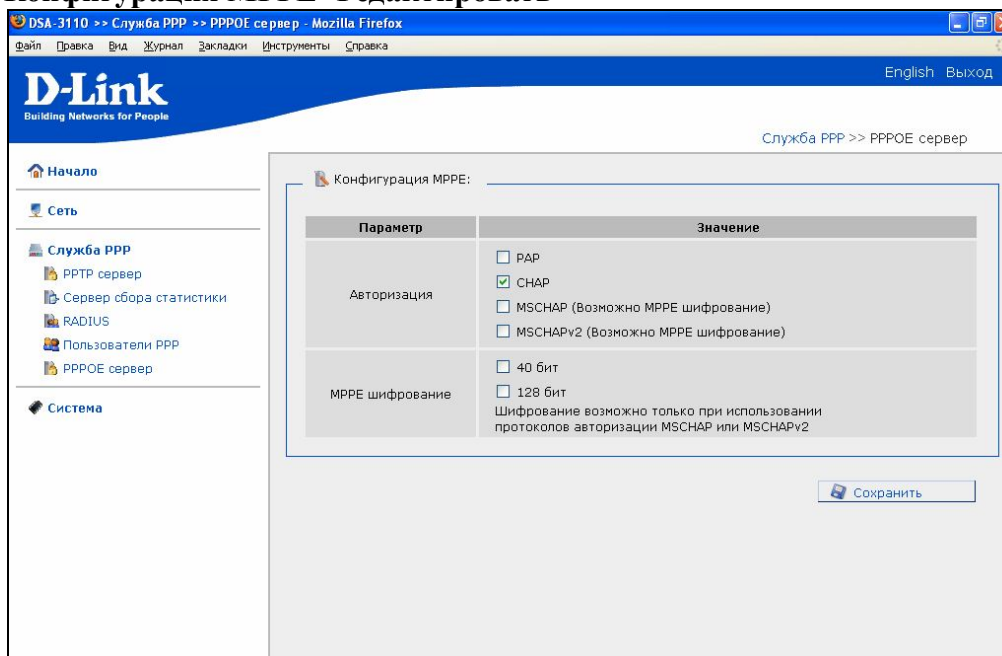 DSA-3110 >> Служба PPP >> PPPOE сервер - Mozilla Firefox
Файл Правка Вид Журнал Закладки Инструменты Справка
English Выход
D-Link
Building Networks for People
Служба PPP >> PPPOE сервер
Начало
Сеть
Служба PPP
PPTP сервер
Сервер сбора статистики
RADIUS
Пользователи PPP
PPPOE сервер
Система
Конфигурация MPPE:
Параметр Значение
Авторизация
PAP
CHAP
MSCHAP (Возможно MPPE шифрование)
MSCHAPv2 (Возможно MPPE шифрование)
MPPE шифрование
40 бит
128 бит
Шифрование возможно только при использовании
протоколов авторизации MSCHAP или MSCHAPv2
Сохранить